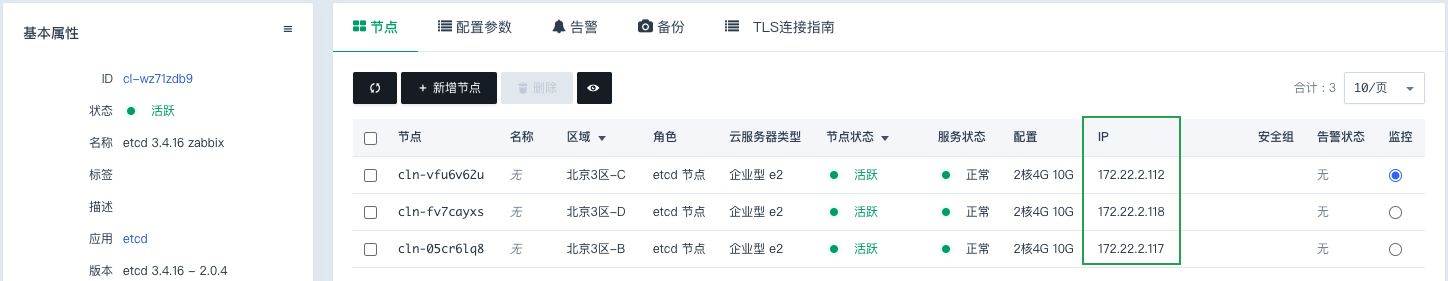 基本属性
ID cl-wz71zdb9
状态 活跃
名称 etcd 3.4.16 zabbix
标签
描述
应用 etcd
版本 etcd 3.4.16 - 2.0.4
节点 配置参数 告警 备份 TLS连接指南
+ 新增节点 删除 合计：3 10/页
节点 名称 区域 角色 云服务器类型 节点状态 服务状态 配置 IP 安全组 告警状态 监控
cln-vfu6v62u 无 北京3区-C etcd 节点 企业型 e2 活跃 正常 2核4G 10G 172.22.2.112 无
cln-fv7cayxs 无 北京3区-D etcd 节点 企业型 e2 活跃 正常 2核4G 10G 172.22.2.118 无
cln-05cr6lq8 无 北京3区-B etcd 节点 企业型 e2 活跃 正常 2核4G 10G 172.22.2.117 无